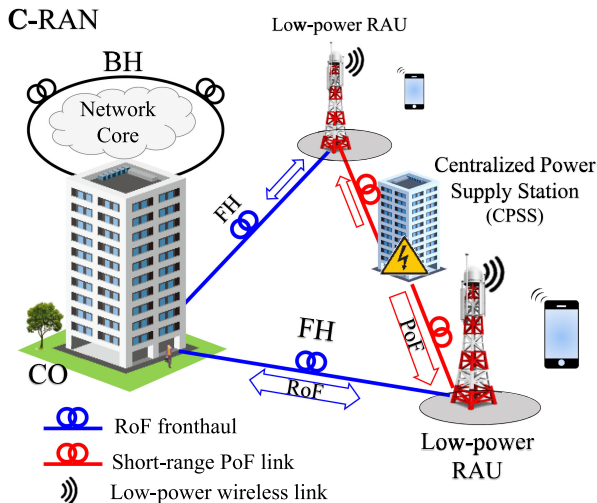 C-RAN
BH
Network
Core
Low-power RAU
FH
Centralized Power
Supply Station
(CPSS)
PoF
FH
RoF
CO
Low-power
RAU
RoF fronthaul
Short-range PoF link
Low-power wireless link